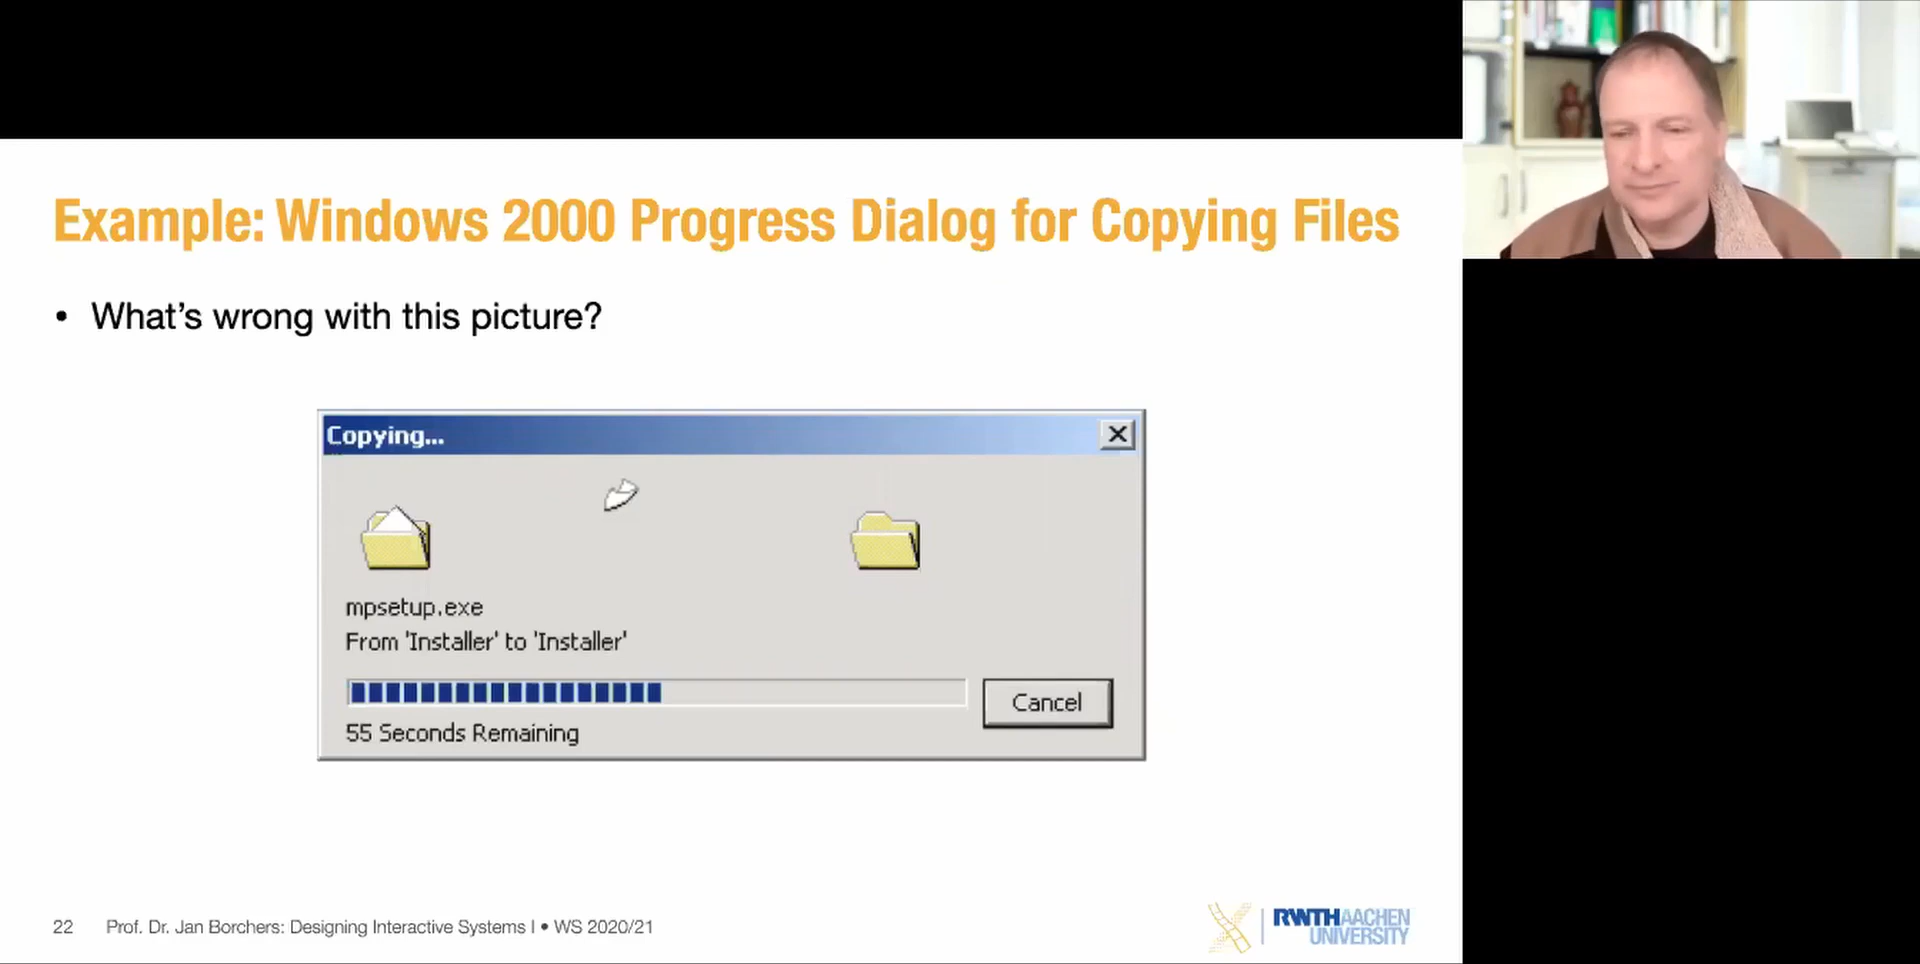 Example: Windows 2000 Progress Dialog for Copying Files
• What's wrong with this picture?
Copying...
mpsetup.exe
From 'Installer' to 'Installer'
Cancel
55 Seconds Remaining
22 Prof. Dr. Jan Borchers: Designing Interactive Systems I • WS 2020/21
RWTHAACHEN
UNIVERSITY